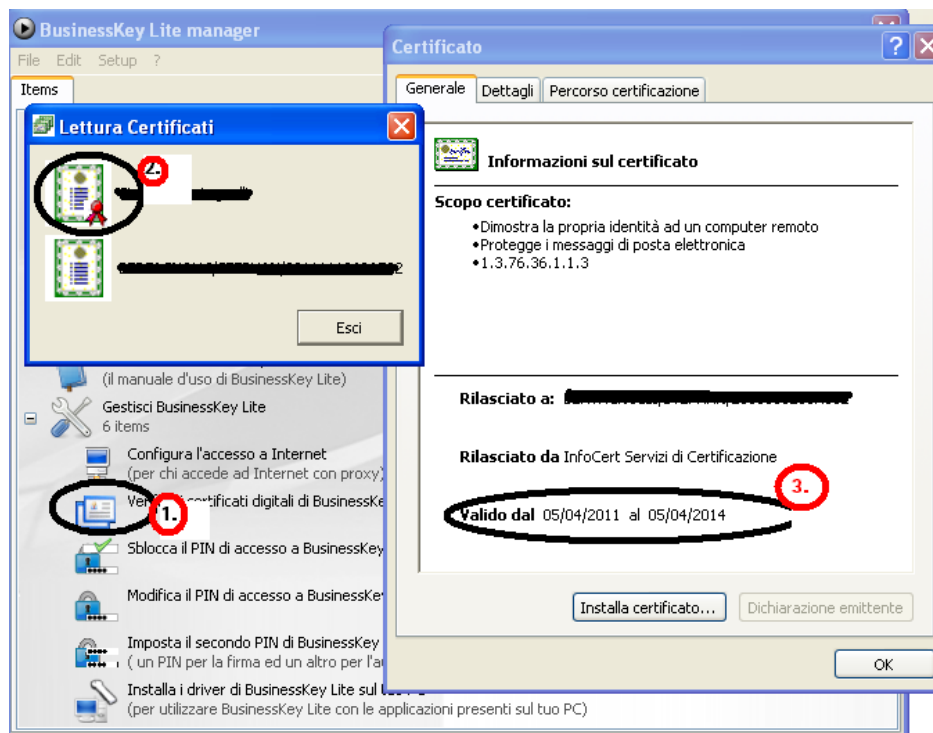 BusinessKey Lite manager
File Edit Setup ?
Items
Lettura Certificati
2.
2
Esci
(il manuale d'uso di BusinessKey Lite)
Gestisci BusinessKey Lite
6 items
Configura l'accesso a Internet
(per chi accede ad Internet con proxy)
certificati digitali di BusinessKe
1.
Sblocca il PIN di accesso a BusinessKey
Modifica il PIN di accesso a BusinessKe
Imposta il secondo PIN di BusinessKey
( un PIN per la firma ed un altro per l'a
Installa i driver di BusinessKey Lite sul
(per utilizzare BusinessKey Lite con le applicazioni presenti sul tuo PC)
Certificato
Generale Dettagli Percorso certificazione
Informazioni sul certificato
Scopo certificato:
•Dimostra la propria identità ad un computer remoto
•Protegge i messaggi di posta elettronica
•1.3.76.36.1.1.3
Rilasciato a:
Rilasciato da InfoCert Servizi di Certificazione
3.
Valido dal 05/04/2011 al 05/04/2014
Installa certificato... Dichiarazione emittente
OK